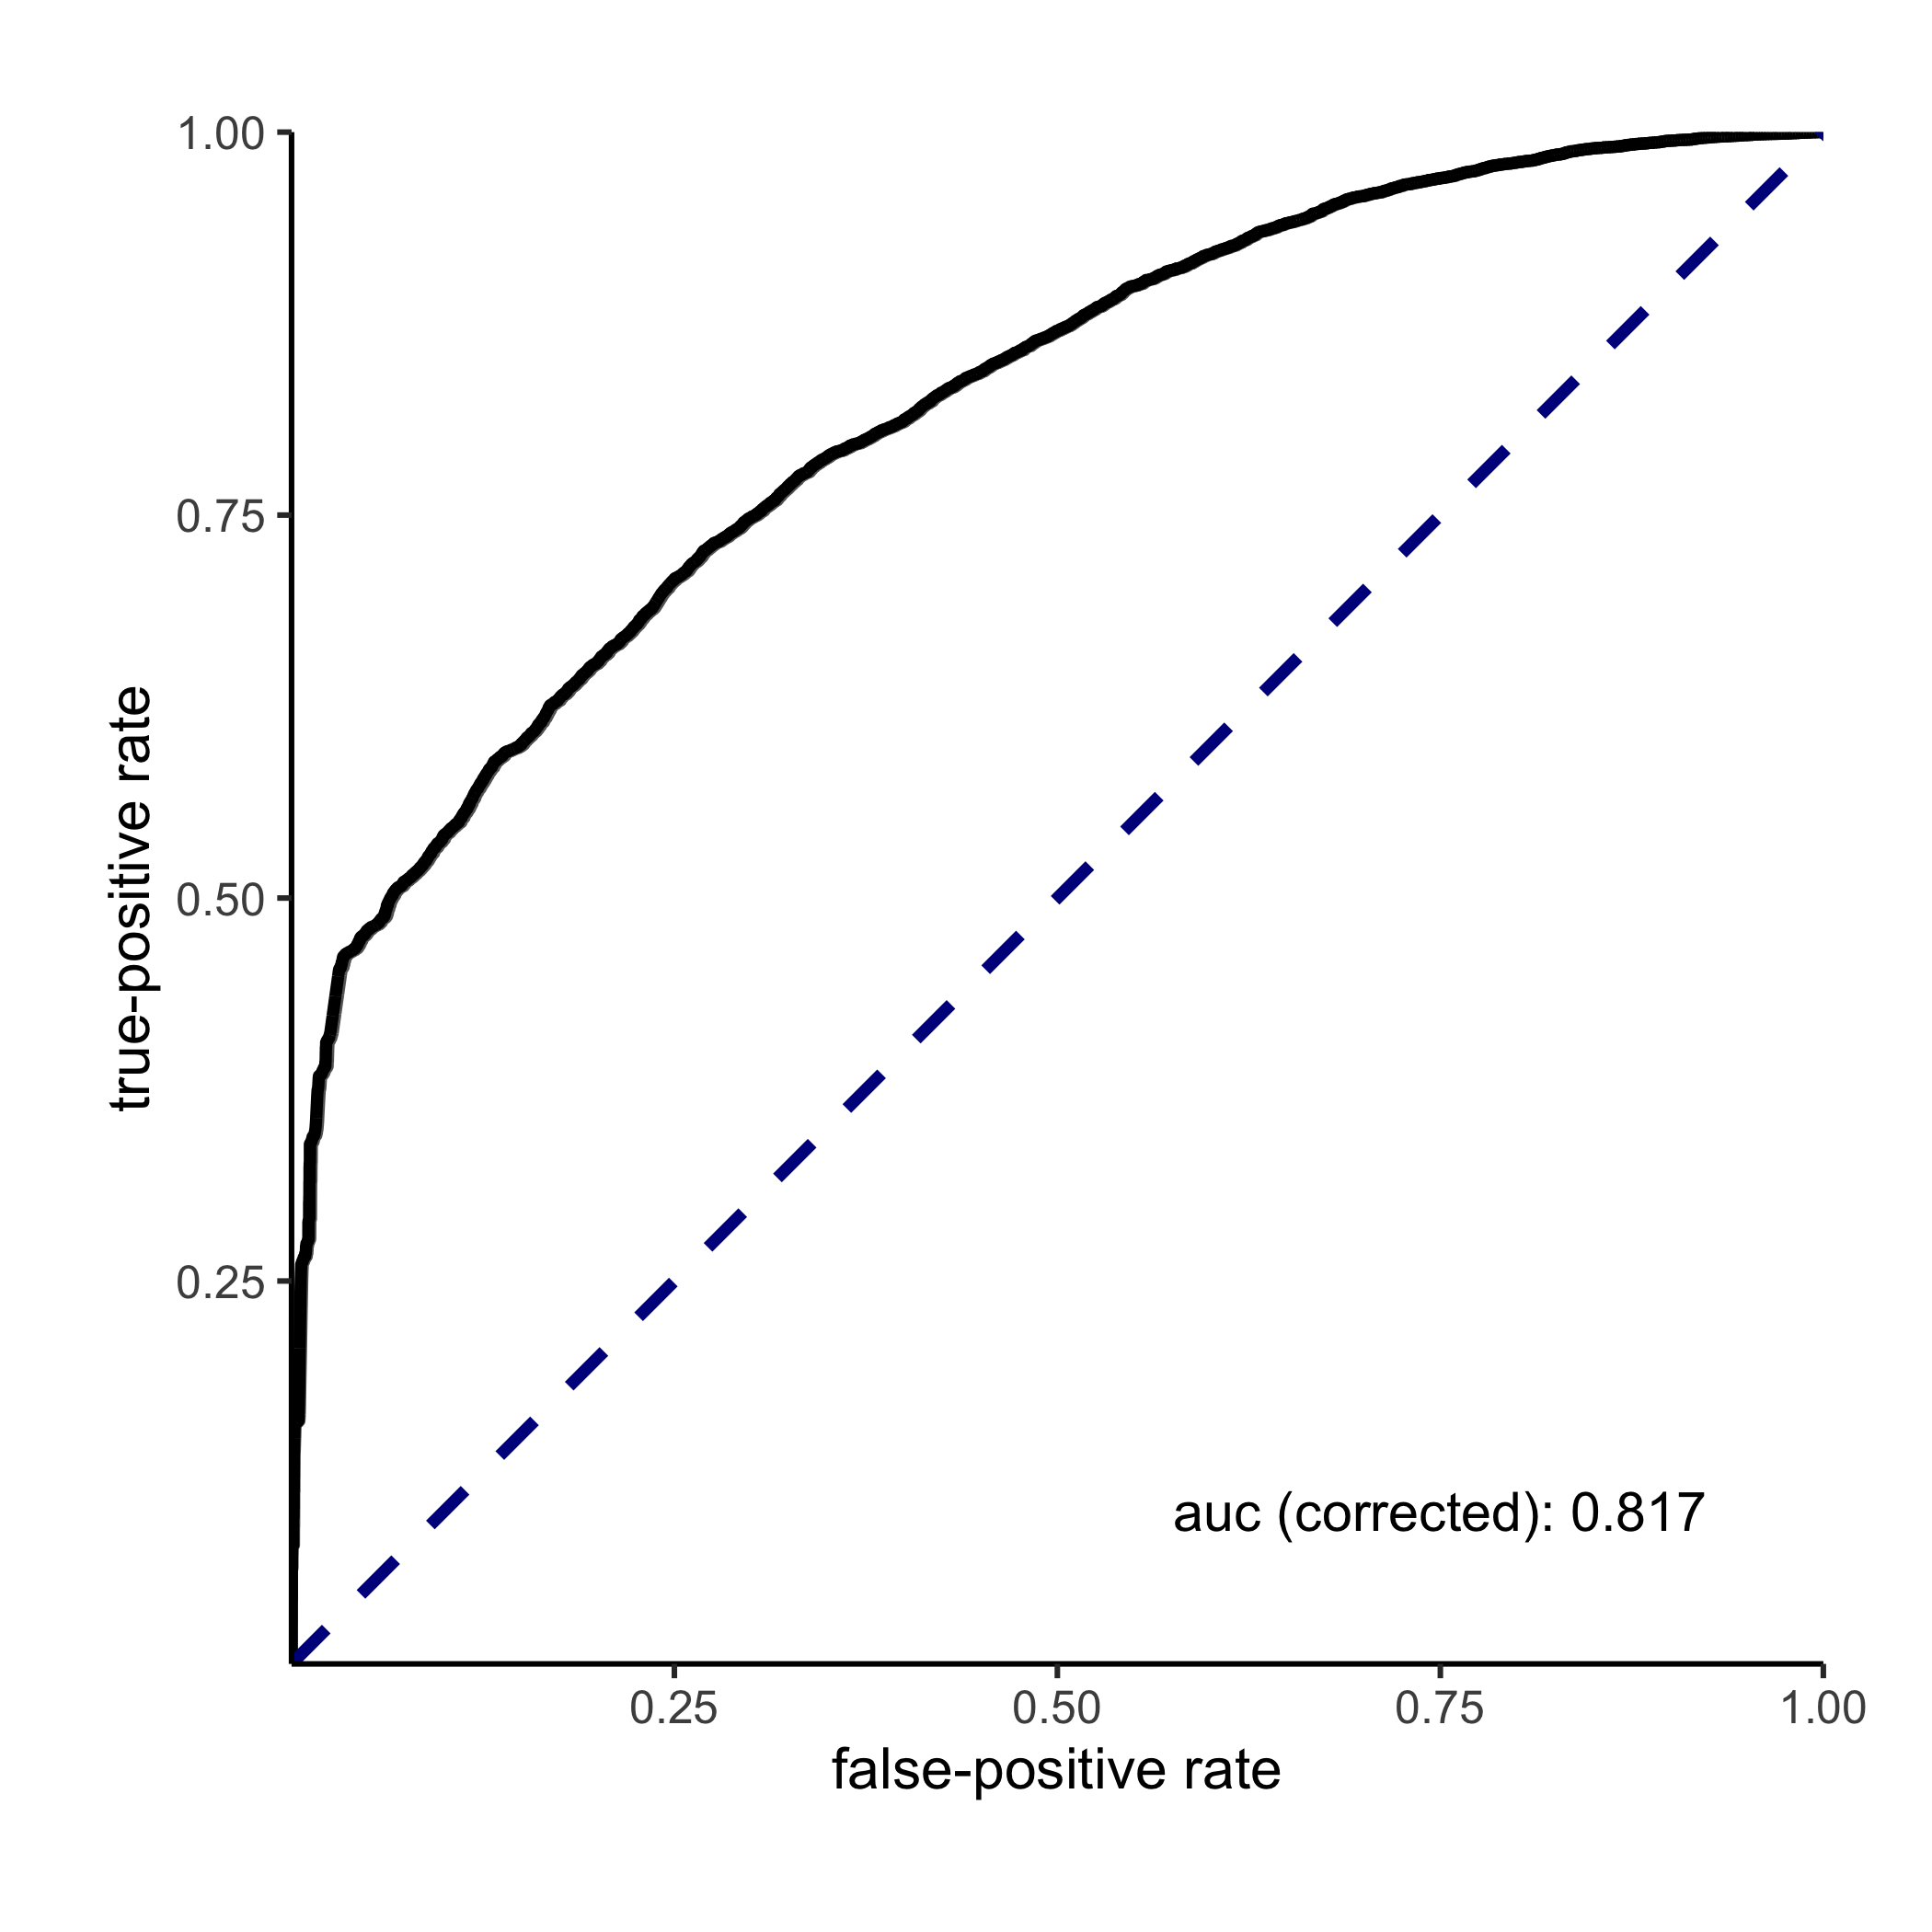 1.00
0.75
0.50
0.25
true-positive rate
auc (corrected): 0.817
0.25 0.50 0.75 1.00
false-positive rate